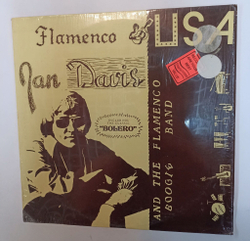 Flamenco
USA
Jan Davis
"BOLERO"
AND THE FLAMENCO
BOOGIE BAND